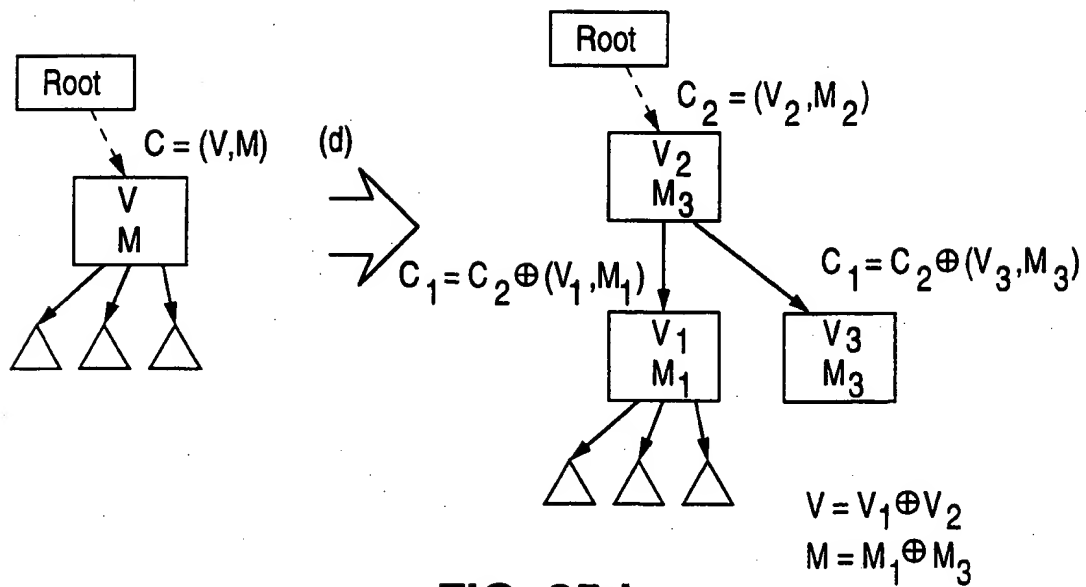 Root
C = (V,M)
V
M
(d)
Root
C₂ = (V₂,M₂)
V₂
M₃
C₁ = C₂⊕(V₁,M₁)
C₁ = C₂⊕(V₃,M₃)
V₁
M₁
V₃
M₃
V = V₁⊕V₂
M = M₁⊕M₃